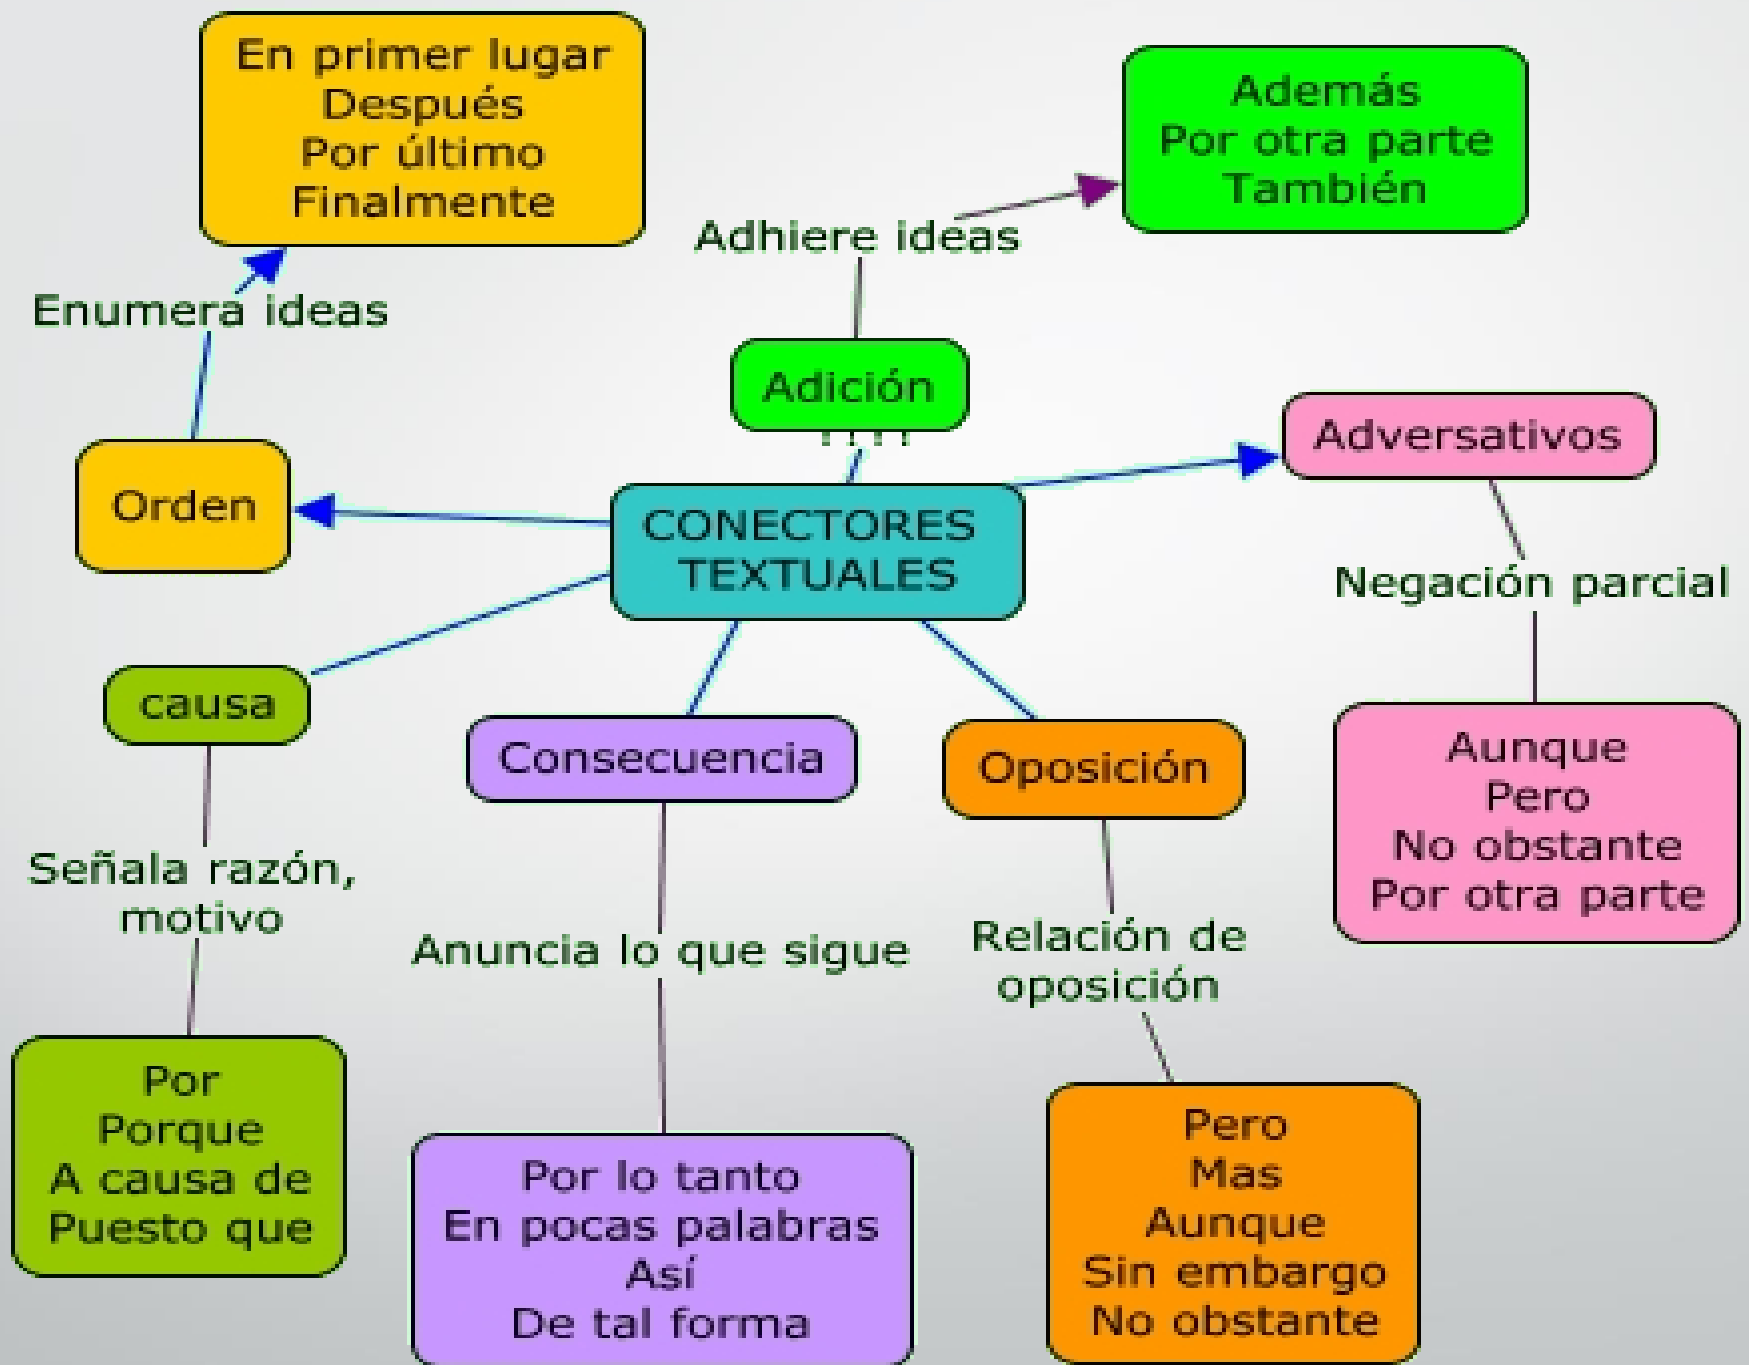 En primer lugar
Después
Por último
Finalmente
Además
Por otra parte
También
Adhiere ideas
Enumera ideas
Adición
Adversativos
Orden
CONECTORES
TEXTUALES
Negación parcial
causa
Consecuencia
Oposición
Aunque
Pero
No obstante
Por otra parte
Señala razón,
motivo
Anuncia lo que sigue
Relación de
oposición
Por
Porque
A causa de
Puesto que
Por lo tanto
En pocas palabras
Así
De tal forma
Pero
Mas
Aunque
Sin embargo
No obstante